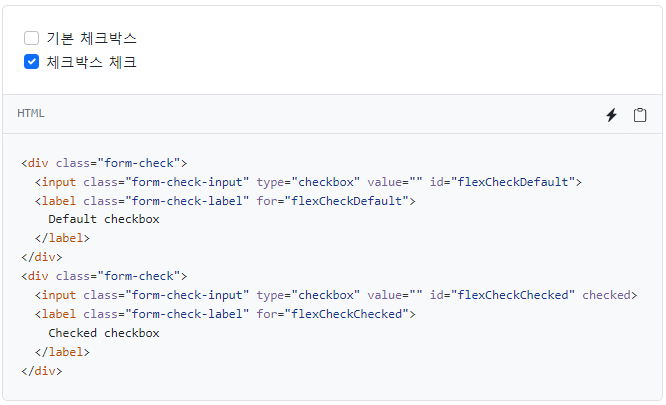 기본 체크박스
체크박스 체크
HTML
<div class="form-check">
  <input class="form-check-input" type="checkbox" value="" id="flexCheckDefault">
  <label class="form-check-label" for="flexCheckDefault">
    Default checkbox
  </label>
</div>
<div class="form-check">
  <input class="form-check-input" type="checkbox" value="" id="flexCheckChecked" checked>
  <label class="form-check-label" for="flexCheckChecked">
    Checked checkbox
  </label>
</div>